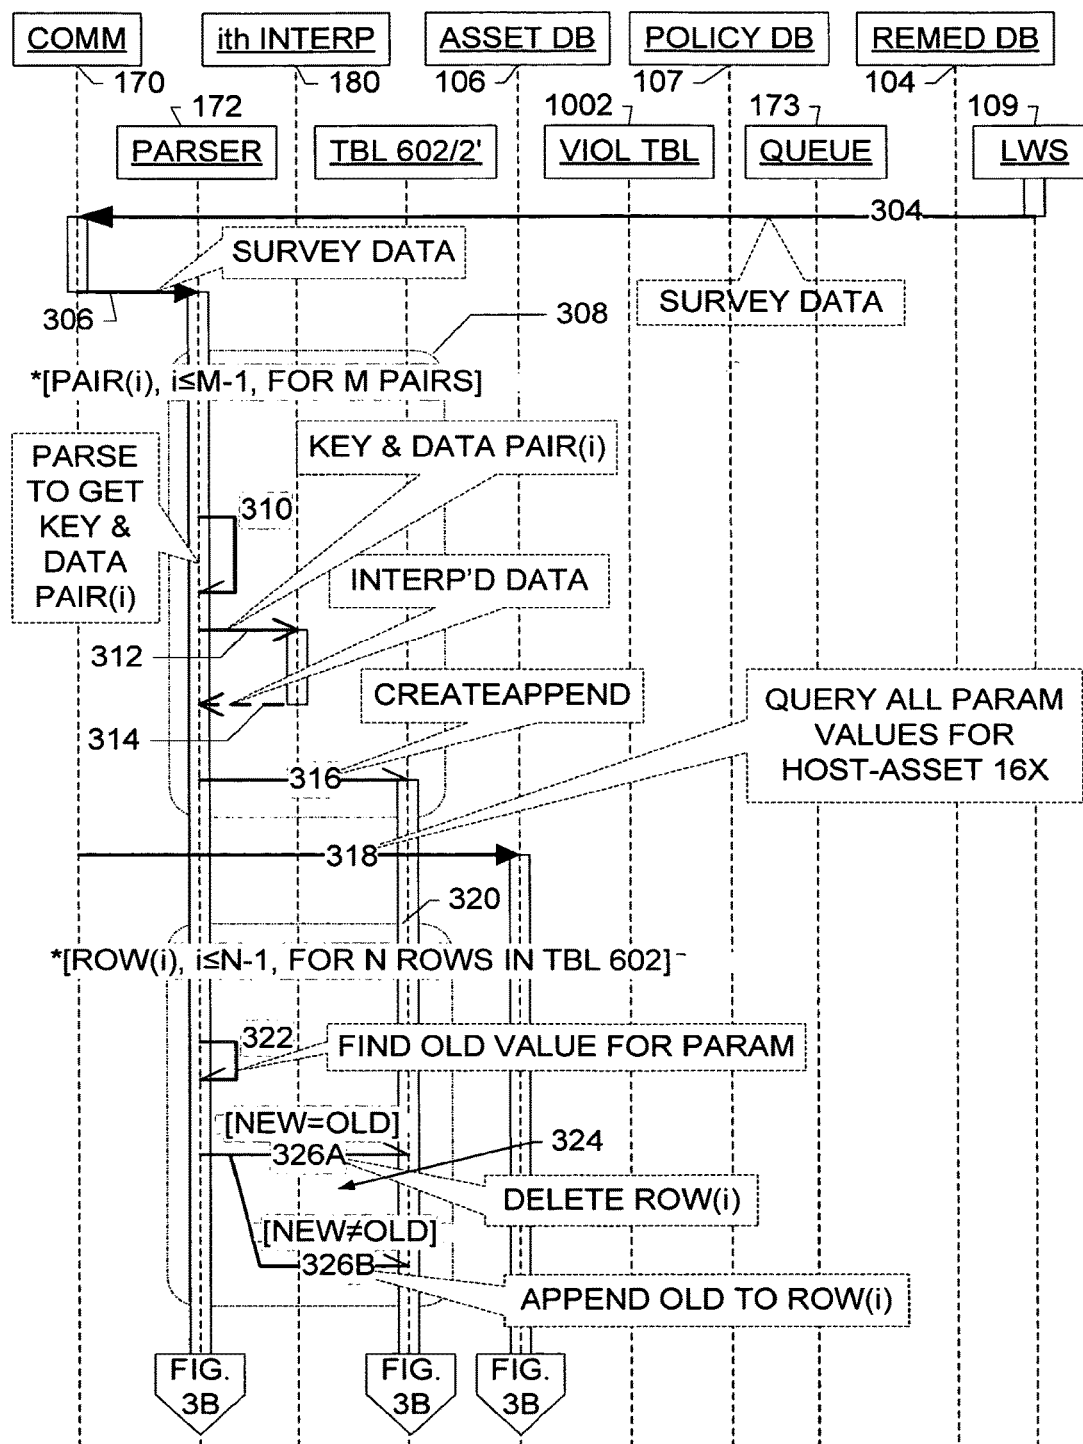 COMM
ith INTERP
ASSET DB
POLICY DB
REMED DB
170
180
106
107
104
172
1002
173
109
PARSER
TBL 602/2'
VIOL TBL
QUEUE
LWS
304
SURVEY DATA
SURVEY DATA
306
308
*[PAIR(i), i≤M-1, FOR M PAIRS]
KEY & DATA PAIR(i)
PARSE
TO GET
KEY &
DATA
PAIR(i)
310
INTERP'D DATA
312
CREATEAPPEND
QUERY ALL PARAM
VALUES FOR
HOST-ASSET 16X
314
316
318
320
*[ROW(i), i≤N-1, FOR N ROWS IN TBL 602]
322
FIND OLD VALUE FOR PARAM
[NEW=OLD]
326A
324
DELETE ROW(i)
[NEW≠OLD]
326B
APPEND OLD TO ROW(i)
FIG.
3B
FIG.
3B
FIG.
3B